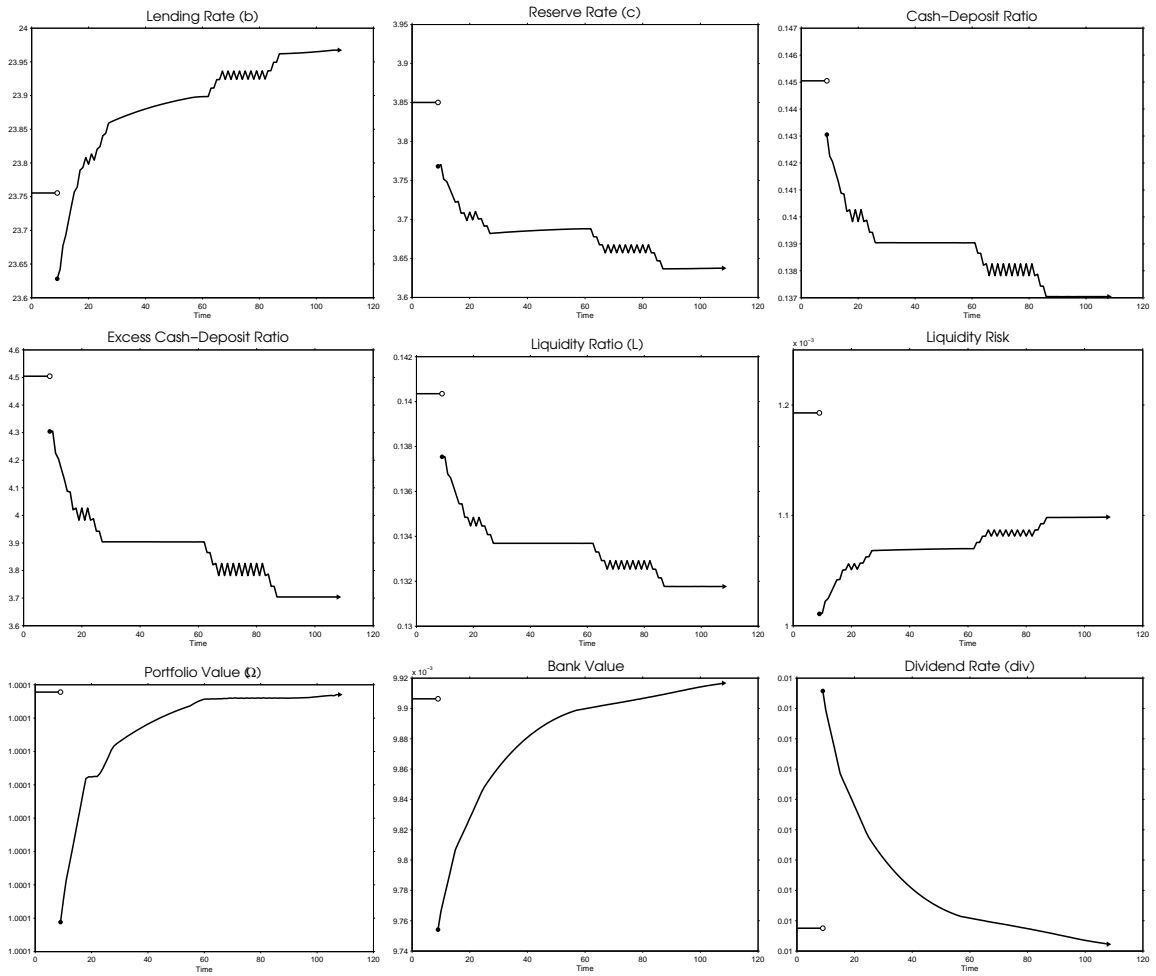 Lending Rate (b)
24
23.95
23.9
23.85
23.8
23.75
23.7
23.65
23.6
0 20 40 60 80 100 120
Time
Reserve Rate (c)
3.95
3.9
3.85
3.8
3.75
3.7
3.65
3.6
0 20 40 60 80 100 120
Time
Cash–Deposit Ratio
0.147
0.146
0.145
0.144
0.143
0.142
0.141
0.14
0.139
0.138
0.137
0 20 40 60 80 100 120
Time
Excess Cash–Deposit Ratio
4.6
4.5
4.4
4.3
4.2
4.1
4
3.9
3.8
3.7
3.6
0 20 40 60 80 100 120
Time
Liquidity Ratio (L)
0.142
0.14
0.138
0.136
0.134
0.132
0.13
0 20 40 60 80 100 120
Time
Liquidity Risk
x 10⁻³
1.2
1.1
1
0 20 40 60 80 100 120
Time
Portfolio Value (Ω)
1.0001
1.0001
1.0001
1.0001
1.0001
1.0001
1.0001
1.0001
1.0001
0 20 40 60 80 100 120
Time
Bank Value
x 10⁻³
9.92
9.9
9.88
9.86
9.84
9.82
9.8
9.78
9.76
9.74
0 20 40 60 80 100 120
Time
Dividend Rate (div)
0.01
0.01
0.01
0.01
0.01
0.01
0.01
0.01
0.01
0.01
0.01
0.01
0.01
0 20 40 60 80 100 120
Time